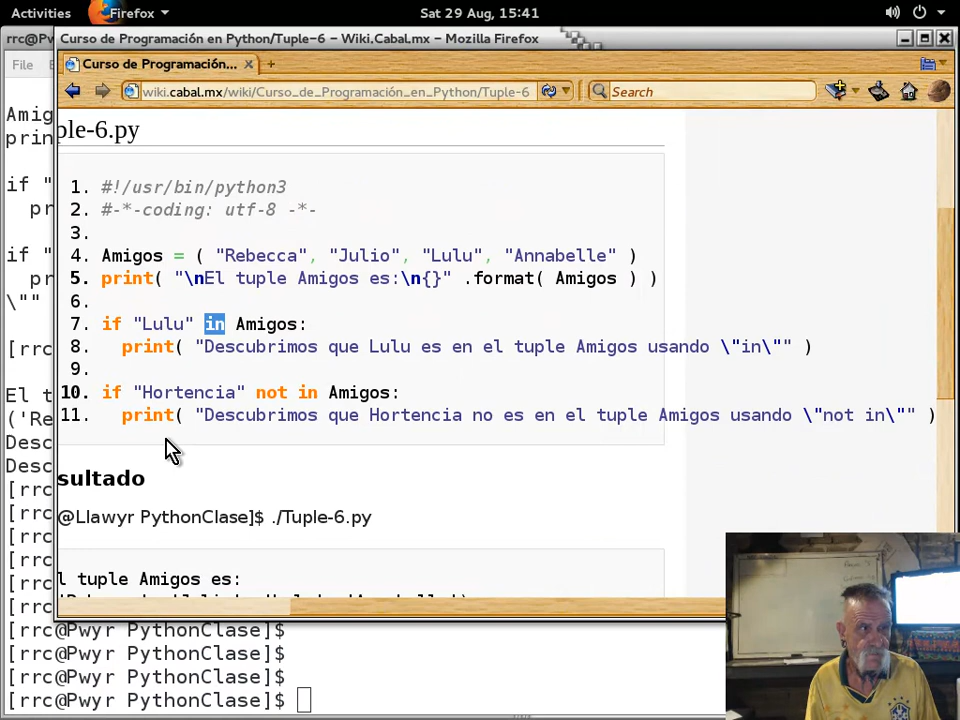 Activities Firefox Sat 29 Aug, 15:41
rrc@Pw Curso de Programación en Python/Tuple-6 – Wiki.Cabal.mx – Mozilla Firefox
File Curso de Programación... × +
wiki.cabal.mx/wiki/Curso_de_Programación_en_Python/Tuple-6 Search
ple-6.py
1. #!/usr/bin/python3
2. #-*-coding: utf-8 -*-
3.
4. Amigos = ( "Rebecca", "Julio", "Lulu", "Annabelle" )
5. print( "\nEl tuple Amigos es:\n{}" .format( Amigos ) )
6.
7. if "Lulu" in Amigos:
8. print( "Descubrimos que Lulu es en el tuple Amigos usando \"in\"" )
9.
10. if "Hortencia" not in Amigos:
11. print( "Descubrimos que Hortencia no es en el tuple Amigos usando \"not in\"" )
sultado
@Llawyr PythonClase]$ ./Tuple-6.py
l tuple Amigos es:
Amig
prin
if "
pr
if "
pr
\""
[rrc
El t
('Re
Desc
Desc
[rrc
[rrc
[rrc
[rrc
[rrc
[rrc
[rrc@Pwyr PythonClase]$
[rrc@Pwyr PythonClase]$
[rrc@Pwyr PythonClase]$
[rrc@Pwyr PythonClase]$